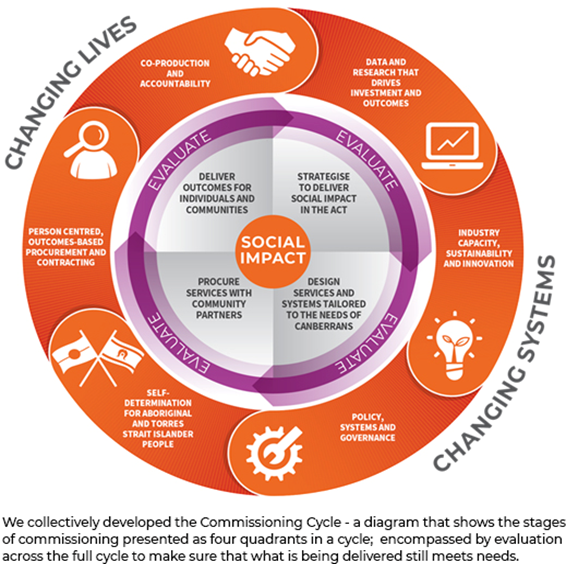 CHANGING LIVES
CO-PRODUCTION
AND
ACCOUNTABILITY
DATA AND
RESEARCH THAT
DRIVES
INVESTMENT AND
OUTCOMES
EVALUATE
EVALUATE
DELIVER
OUTCOMES FOR
INDIVIDUALS AND
COMMUNITIES
STRATEGISE
TO DELIVER
SOCIAL IMPACT
IN THE ACT
PERSON CENTRED,
OUTCOMES-BASED
PROCUREMENT AND
CONTRACTING
SOCIAL
IMPACT
INDUSTRY
CAPACITY,
SUSTAINABILITY
AND INNOVATION
PROCURE
SERVICES WITH
COMMUNITY
PARTNERS
DESIGN
SERVICES AND
SYSTEMS TAILORED
TO THE NEEDS OF
CANBERRANS
EVALUATE
EVALUATE
CHANGING SYSTEMS
SELF-
DETERMINATION
FOR ABORIGINAL
AND TORRES
STRAIT ISLANDER
PEOPLE
POLICY,
SYSTEMS AND
GOVERNANCE
We collectively developed the Commissioning Cycle - a diagram that shows the stages
of commissioning presented as four quadrants in a cycle; encompassed by evaluation
across the full cycle to make sure that what is being delivered still meets needs.